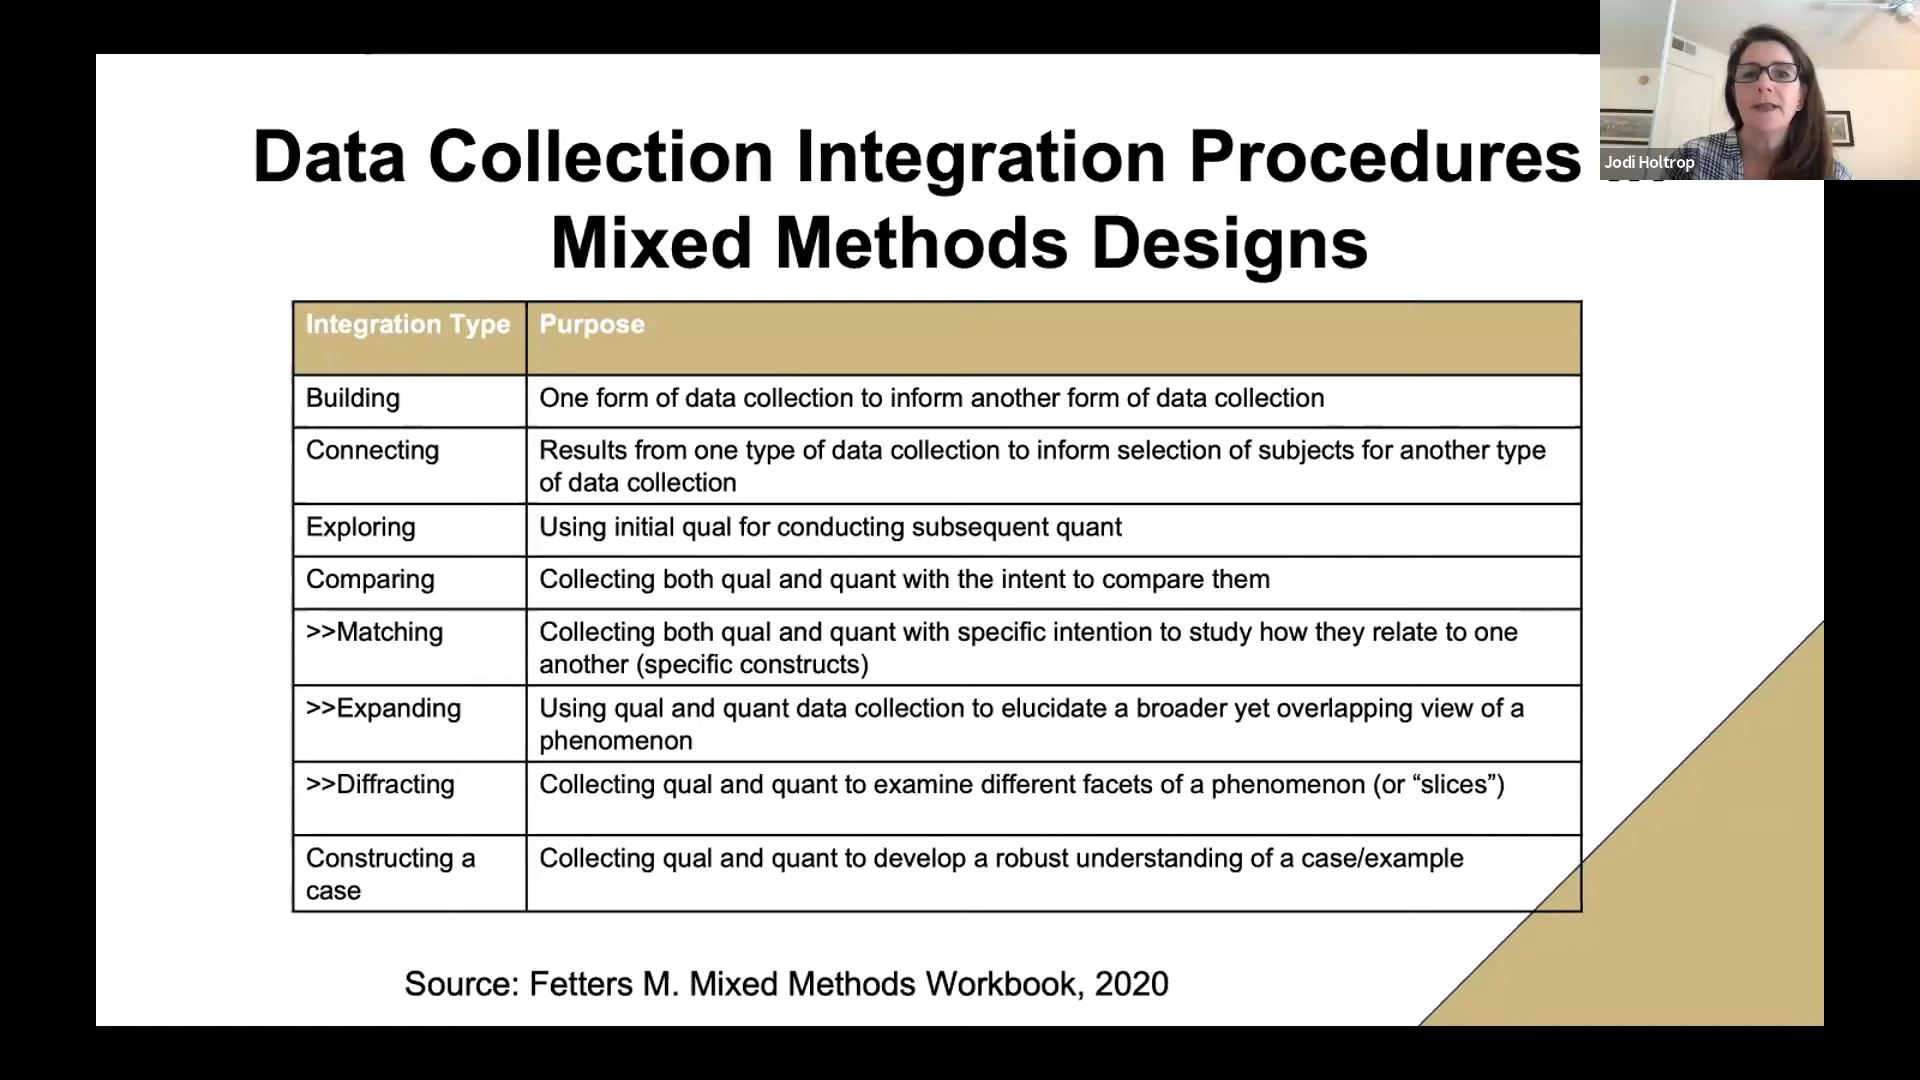 Data Collection Integration Procedures
Mixed Methods Designs
Jodi Holtrop
Integration Type Purpose
Building One form of data collection to inform another form of data collection
Connecting Results from one type of data collection to inform selection of subjects for another type
of data collection
Exploring Using initial qual for conducting subsequent quant
Comparing Collecting both qual and quant with the intent to compare them
>>Matching Collecting both qual and quant with specific intention to study how they relate to one
another (specific constructs)
>>Expanding Using qual and quant data collection to elucidate a broader yet overlapping view of a
phenomenon
>>Diffracting Collecting qual and quant to examine different facets of a phenomenon (or “slices”)
Constructing a Collecting qual and quant to develop a robust understanding of a case/example
case
Source: Fetters M. Mixed Methods Workbook, 2020